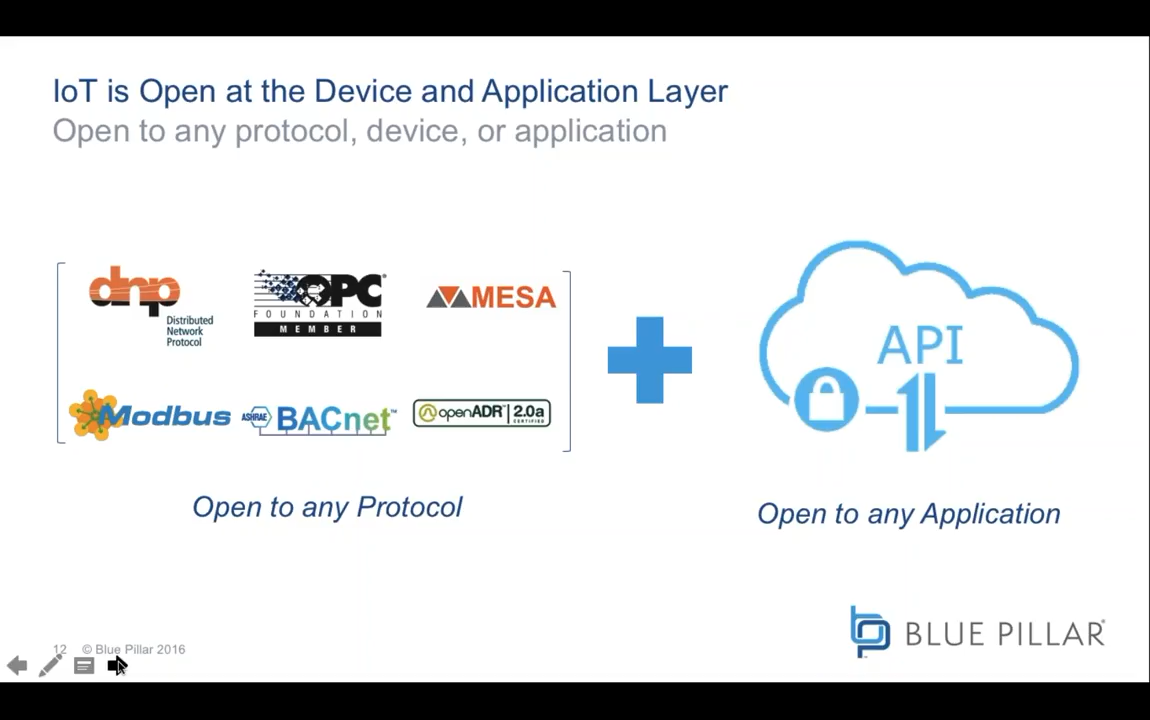 IoT is Open at the Device and Application Layer
Open to any protocol, device, or application
dnp
Distributed
Network
Protocol
OPC
FOUNDATION
MEMBER
MESA
Modbus
ASHRAE BACnet™
openADR 2.0a
CERTIFIED
API
Open to any Protocol
Open to any Application
12 © Blue Pillar 2016
BLUE PILLAR®